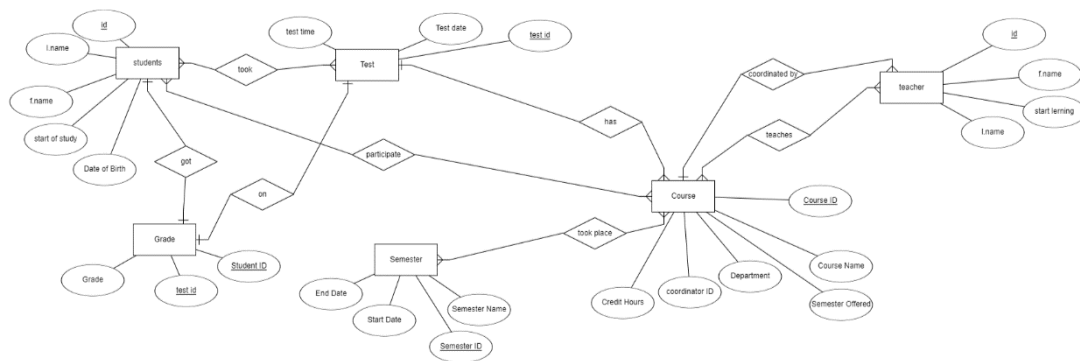 id
l.name
f.name
start of study
Date of Birth
students
took
test time
Test date
test id
Test
coordinated by
id
f.name
start lerning
l.name
teacher
has
teaches
participate
got
on
Grade
Grade
test id
Student ID
took place
Semester
End Date
Start Date
Semester ID
Semester Name
Course
Course ID
Course Name
Semester Offered
Department
coordinator ID
Credit Hours